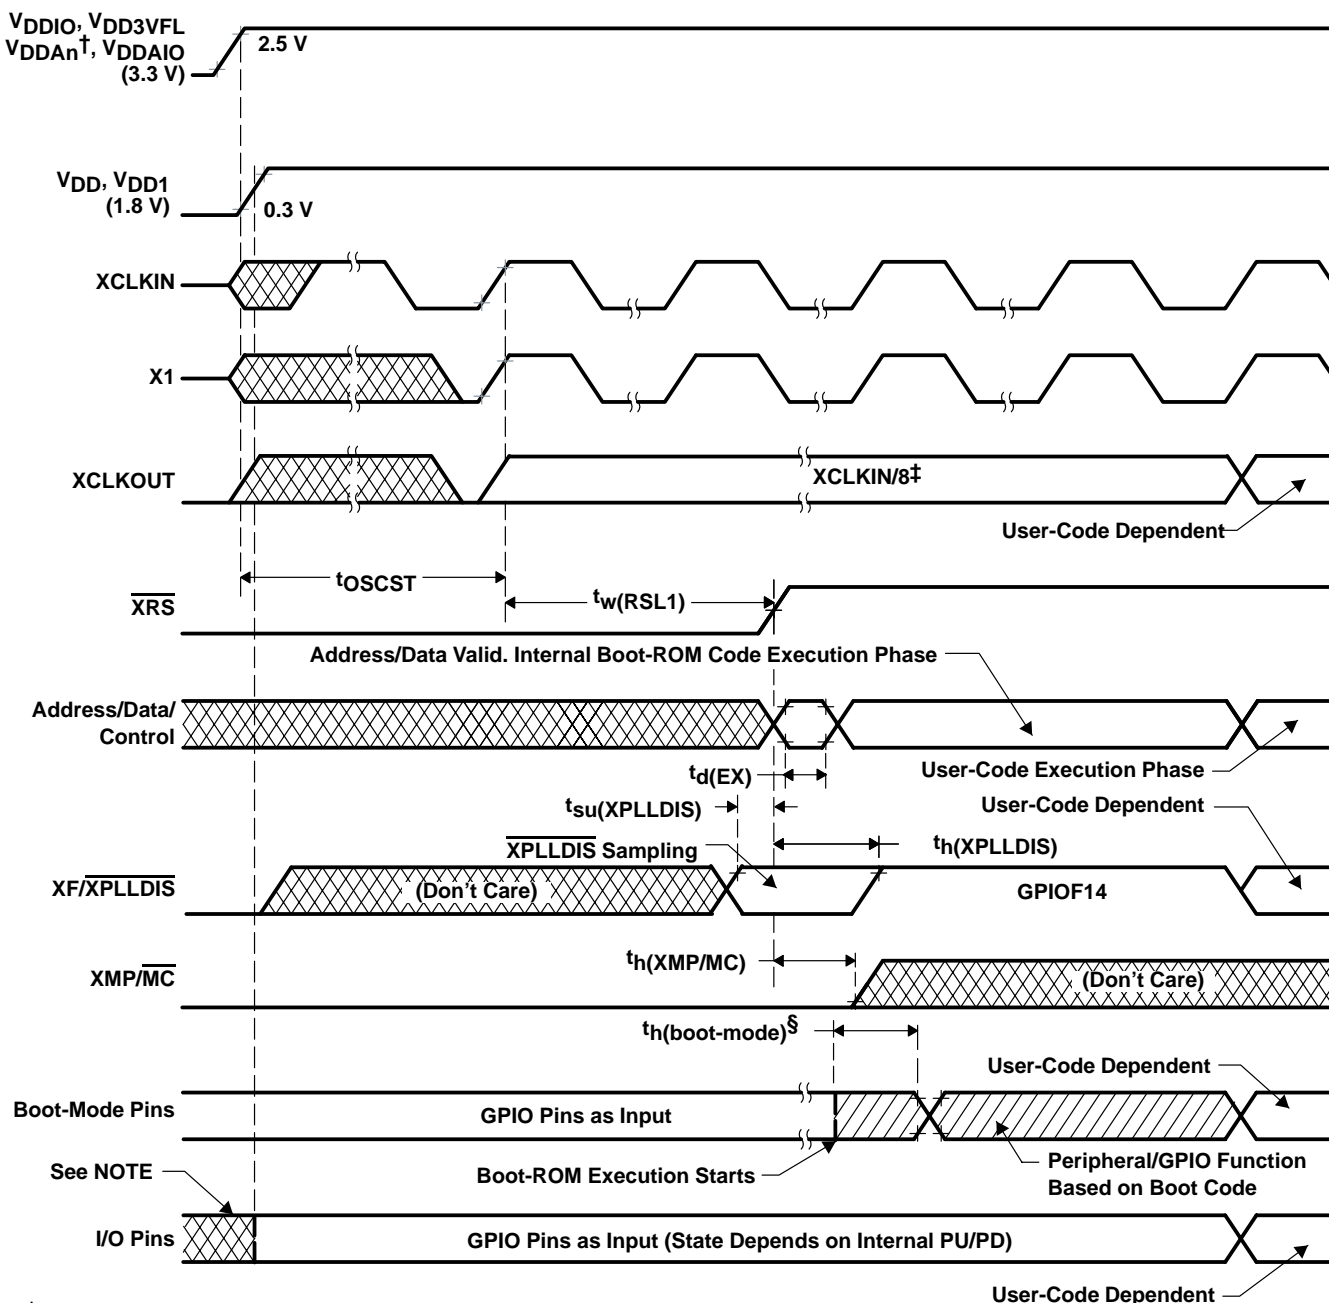 VDDIO, VDD3VFL
VDDAn†, VDDAIO
(3.3 V)
2.5 V
VDD, VDD1
(1.8 V)
0.3 V
XCLKIN
X1
XCLKOUT
XCLKIN/8‡
User-Code Dependent
tOSCST
XRS
tw(RSL1)
Address/Data Valid. Internal Boot-ROM Code Execution Phase
Address/Data/
Control
td(EX)
User-Code Execution Phase
tsu(XPLLDIS)
User-Code Dependent
XPLLDIS Sampling
th(XPLLDIS)
XF/XPLLDIS
(Don't Care)
GPIOF14
th(XMP/MC)
XMP/MC
(Don't Care)
th(boot-mode)§
User-Code Dependent
Boot-Mode Pins
GPIO Pins as Input
See NOTE
Boot-ROM Execution Starts
Peripheral/GPIO Function
Based on Boot Code
I/O Pins
GPIO Pins as Input (State Depends on Internal PU/PD)
User-Code Dependent